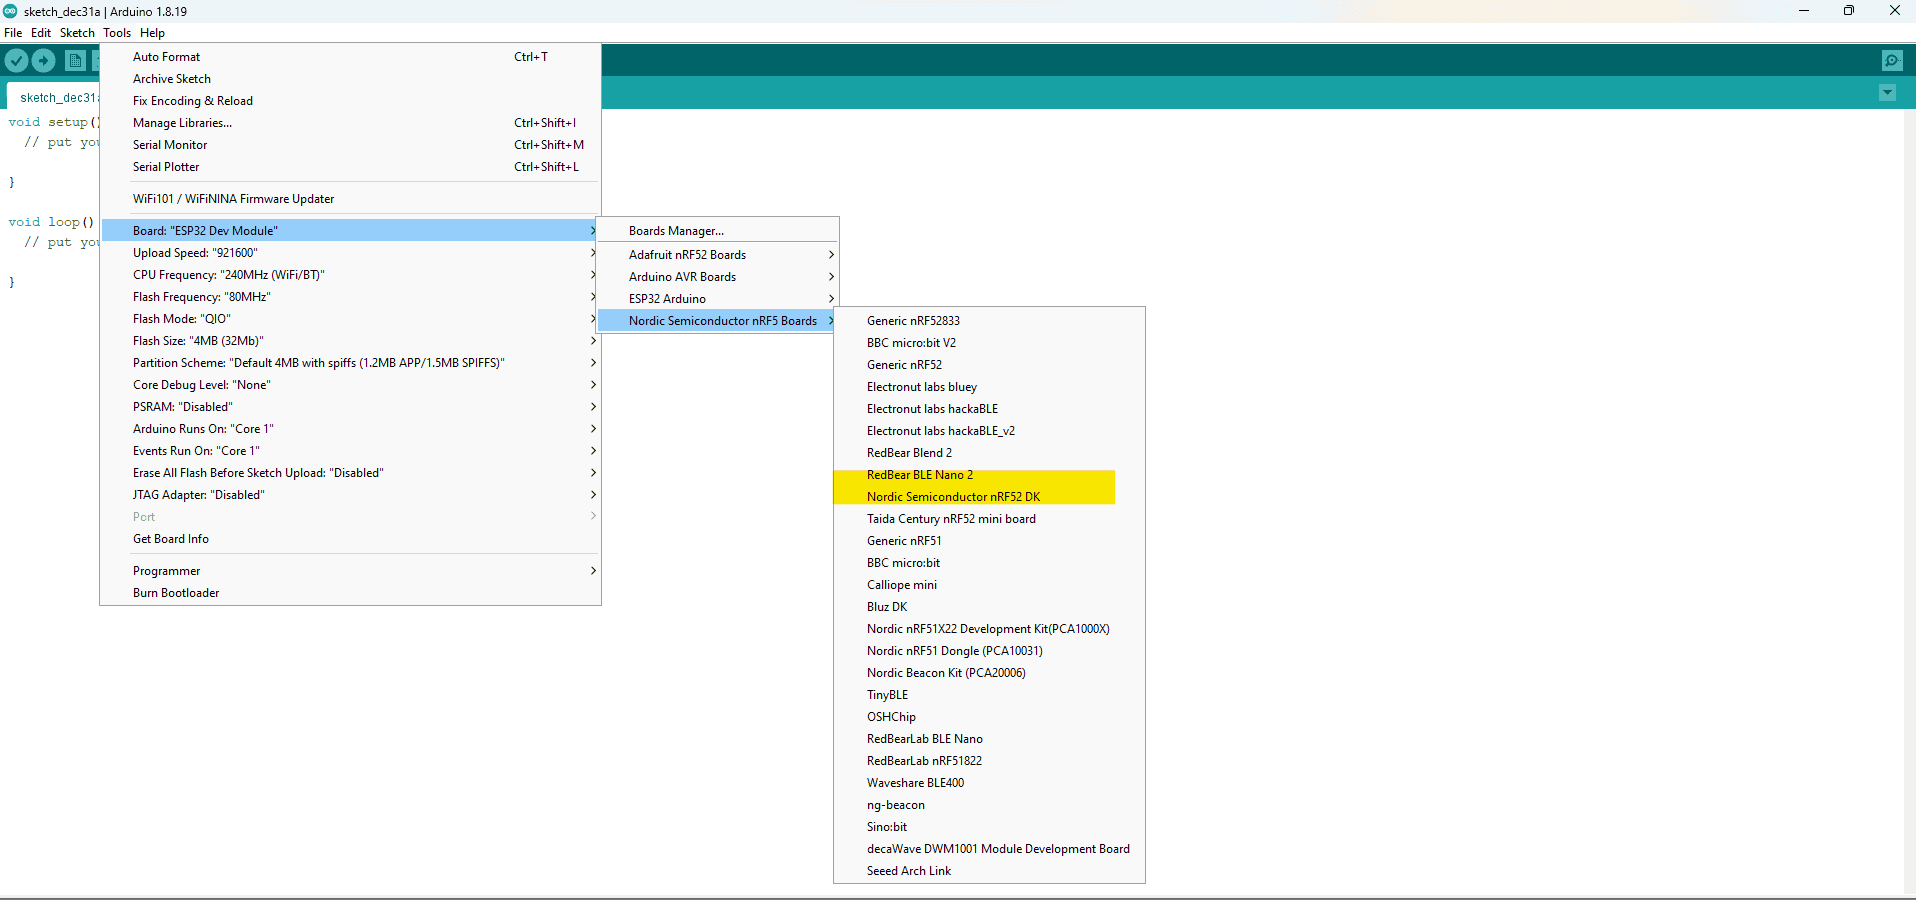 sketch_dec31a | Arduino 1.8.19
File Edit Sketch Tools Help
sketch_dec31a
void setup()
// put you
}
void loop()
// put you
}
Auto Format Ctrl+T
Archive Sketch
Fix Encoding & Reload
Manage Libraries... Ctrl+Shift+I
Serial Monitor Ctrl+Shift+M
Serial Plotter Ctrl+Shift+L
WiFi101 / WiFiNINA Firmware Updater
Board: "ESP32 Dev Module"
Upload Speed: "921600"
CPU Frequency: "240MHz (WiFi/BT)"
Flash Frequency: "80MHz"
Flash Mode: "QIO"
Flash Size: "4MB (32Mb)"
Partition Scheme: "Default 4MB with spiffs (1.2MB APP/1.5MB SPIFFS)"
Core Debug Level: "None"
PSRAM: "Disabled"
Arduino Runs On: "Core 1"
Events Run On: "Core 1"
Erase All Flash Before Sketch Upload: "Disabled"
JTAG Adapter: "Disabled"
Port
Get Board Info
Programmer
Burn Bootloader
Boards Manager...
Adafruit nRF52 Boards
Arduino AVR Boards
ESP32 Arduino
Nordic Semiconductor nRF5 Boards
Generic nRF52833
BBC micro:bit V2
Generic nRF52
Electronut labs bluey
Electronut labs hackaBLE
Electronut labs hackaBLE_v2
RedBear Blend 2
RedBear BLE Nano 2
Nordic Semiconductor nRF52 DK
Taida Century nRF52 mini board
Generic nRF51
BBC micro:bit
Calliope mini
Bluz DK
Nordic nRF51X22 Development Kit(PCA1000X)
Nordic nRF51 Dongle (PCA10031)
Nordic Beacon Kit (PCA20006)
TinyBLE
OSHChip
RedBearLab BLE Nano
RedBearLab nRF51822
Waveshare BLE400
ng-beacon
Sino:bit
decaWave DWM1001 Module Development Board
Seeed Arch Link